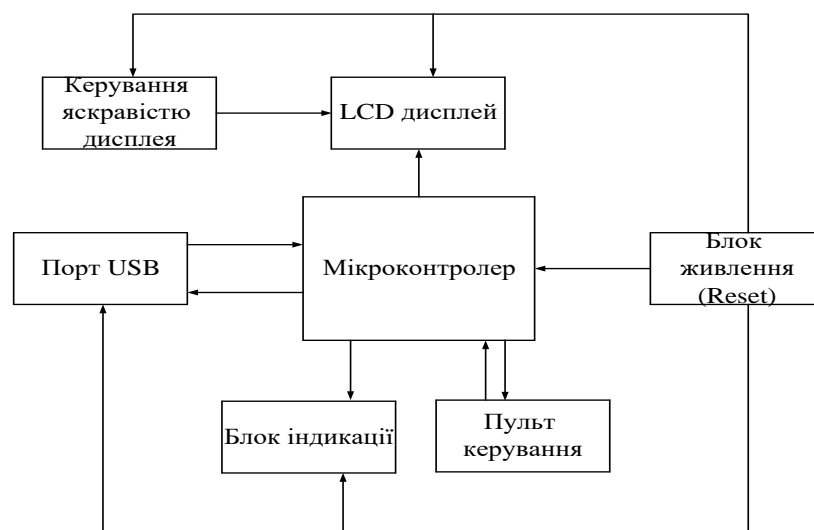 Керування
яскравістю
дисплея
LCD дисплей
Порт USB
Мікроконтролер
Блок
живлення
(Reset)
Блок індикації
Пульт
керування